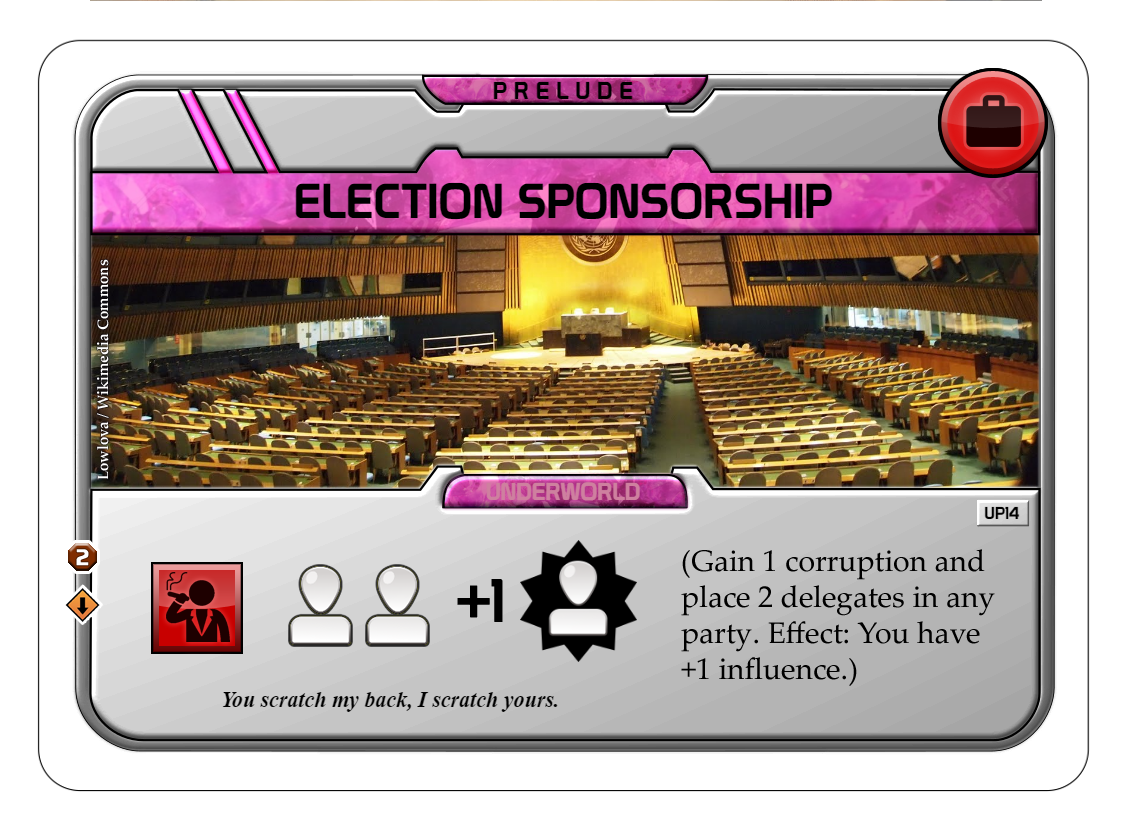 PRELUDE
ELECTION SPONSORSHIP
Lowlova / Wikimedia Commons
UNDERWORLD
UP14
2
+1
(Gain 1 corruption and
place 2 delegates in any
party. Effect: You have
+1 influence.)
You scratch my back, I scratch yours.